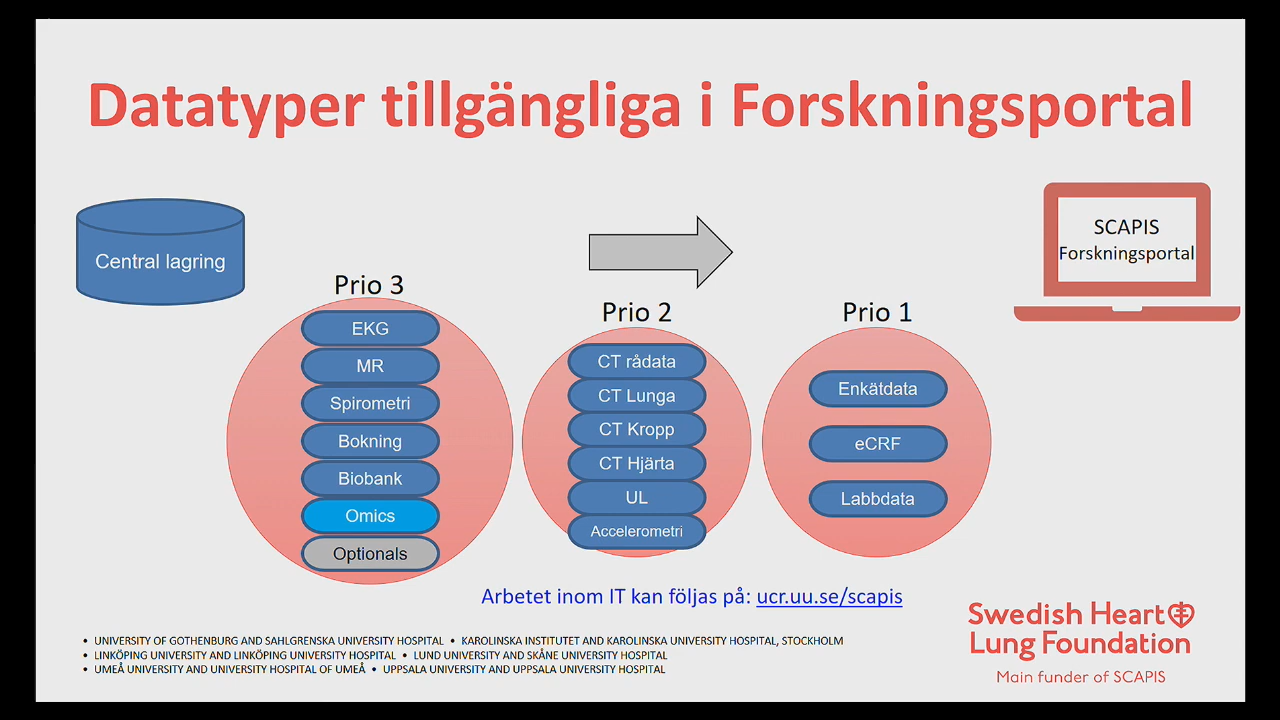 Datatyper tillgängliga i Forskningsportal
Central lagring
SCAPIS
Forskningsportal
Prio 3
EKG
MR
Spirometri
Bokning
Biobank
Omics
Optionals
Prio 2
CT rådata
CT Lunga
CT Kropp
CT Hjärta
UL
Accelerometri
Prio 1
Enkätdata
eCRF
Labbdata
Arbetet inom IT kan följas på: ucr.uu.se/scapis
• UNIVERSITY OF GOTHENBURG AND SAHLGRENSKA UNIVERSITY HOSPITAL • KAROLINSKA INSTITUTET AND KAROLINSKA UNIVERSITY HOSPITAL, STOCKHOLM
• LINKÖPING UNIVERSITY AND LINKÖPING UNIVERSITY HOSPITAL • LUND UNIVERSITY AND SKÅNE UNIVERSITY HOSPITAL
• UMEÅ UNIVERSITY AND UNIVERSITY HOSPITAL OF UMEÅ • UPPSALA UNIVERSITY AND UPPSALA UNIVERSITY HOSPITAL
Swedish Heart
Lung Foundation
Main funder of SCAPIS